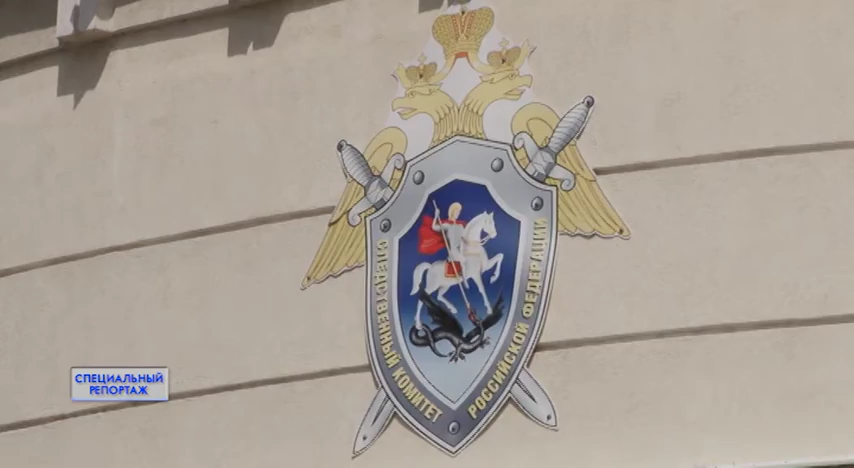 СЛЕДСТВЕННЫЙ КОМИТЕТ
РОССИЙСКОЙ ФЕДЕРАЦИИ
СПЕЦИАЛЬНЫЙ
РЕПОРТАЖ